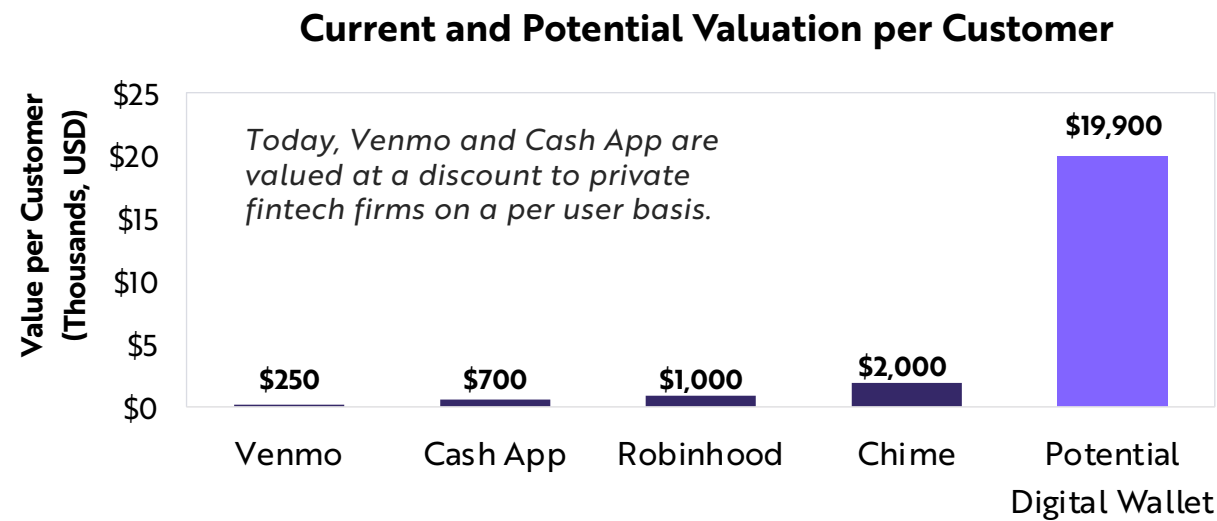 Current and Potential Valuation per Customer
Value per Customer
(Thousands, USD)
$25
$20
$15
$10
$5
$0
Today, Venmo and Cash App are
valued at a discount to private
fintech firms on a per user basis.
$250
$700
$1,000
$2,000
$19,900
Venmo
Cash App
Robinhood
Chime
Potential
Digital Wallet